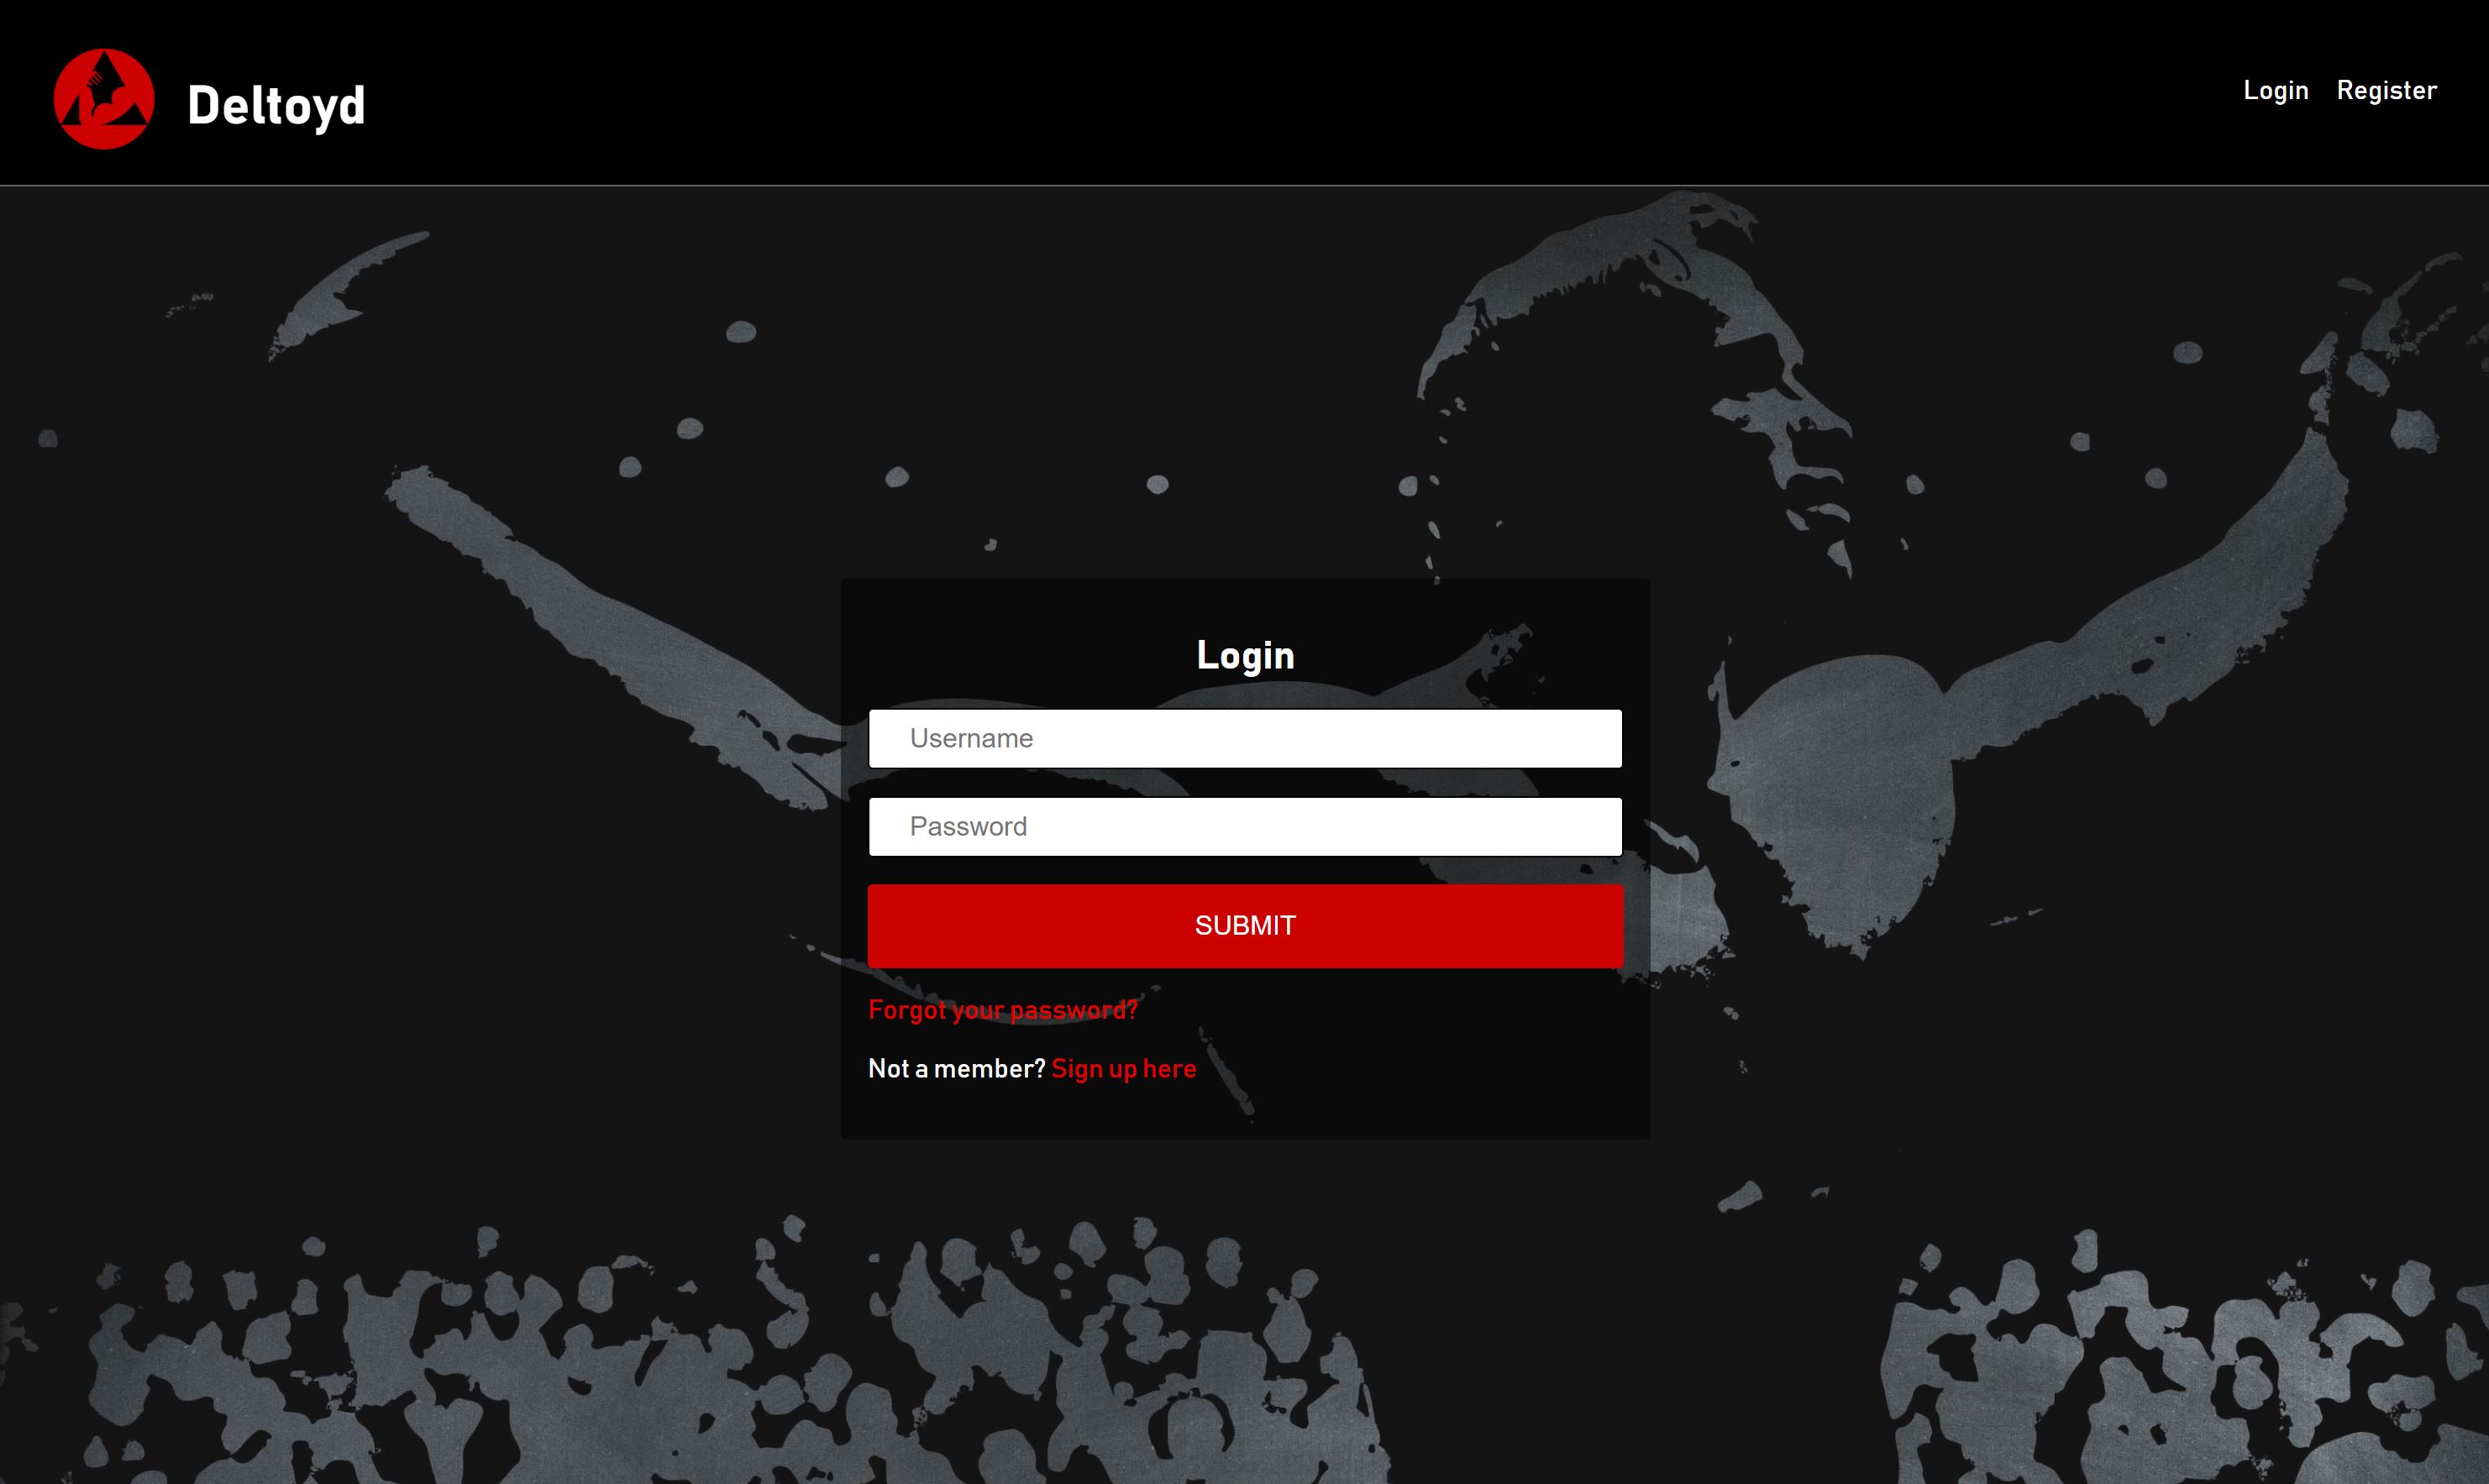 Deltoyd
Login Register
Login
Username
Password
SUBMIT
Forgot your password?
Not a member? Sign up here